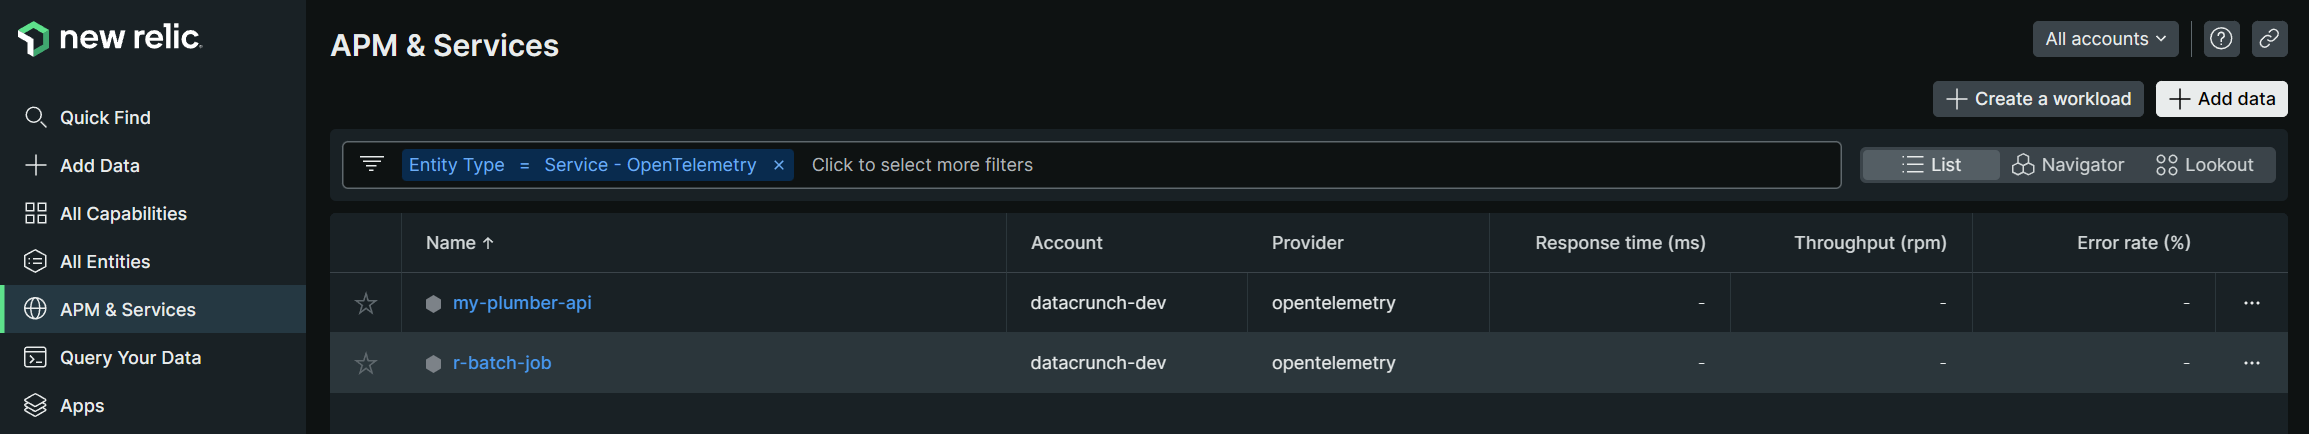 new relic.
Quick Find
Add Data
All Capabilities
All Entities
APM & Services
Query Your Data
Apps
APM & Services
All accounts
Create a workload
Add data
Entity Type = Service - OpenTelemetry × Click to select more filters
List Navigator Lookout
Name ↑ Account Provider Response time (ms) Throughput (rpm) Error rate (%)
my-plumber-api datacrunch-dev opentelemetry - - - ...
r-batch-job datacrunch-dev opentelemetry - - - ...